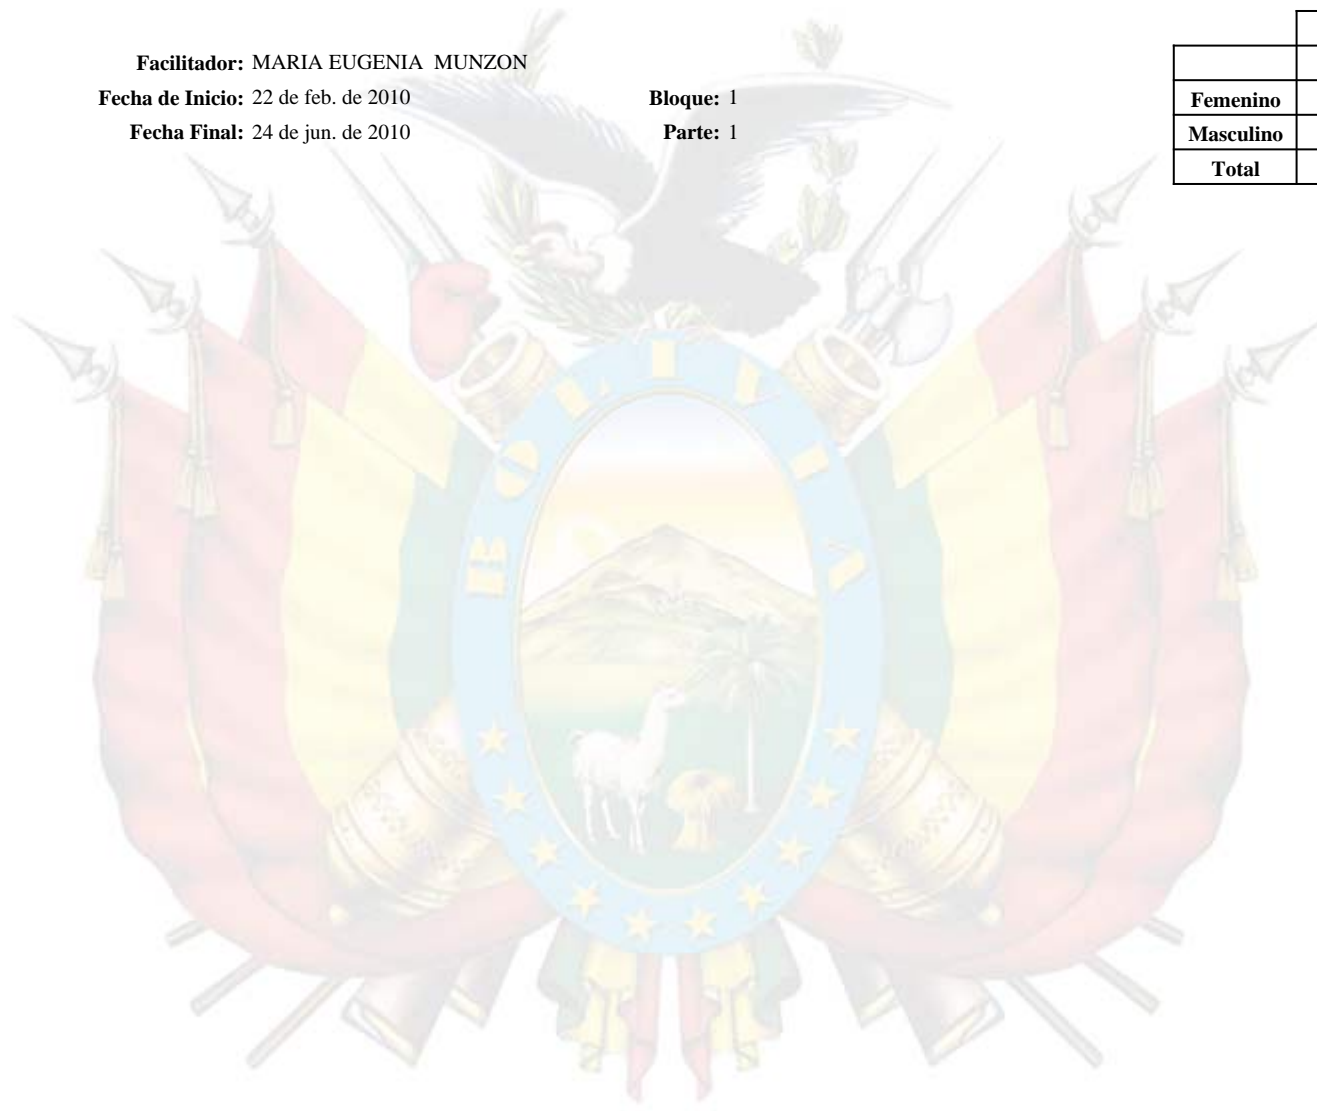 Facilitador: MARIA EUGENIA MUNZON
Fecha de Inicio: 22 de feb. de 2010 Bloque: 1
Fecha Final: 24 de jun. de 2010 Parte: 1
Femenino
Masculino
Total
BOLIVIA